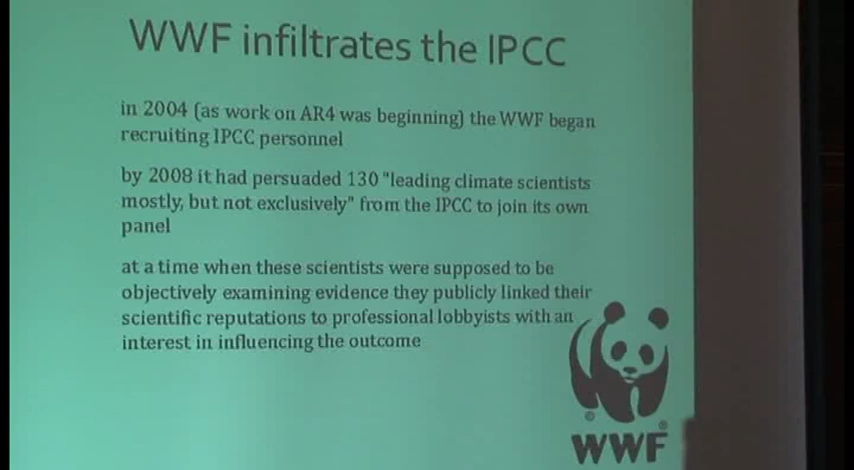 WWF infiltrates the IPCC
in 2004 (as work on AR4 was beginning) the WWF began
recruiting IPCC personnel
by 2008 it had persuaded 130 "leading climate scientists
mostly, but not exclusively" from the IPCC to join its own
panel
at a time when these scientists were supposed to be
objectively examining evidence they publicly linked their
scientific reputations to professional lobbyists with an
interest in influencing the outcome
©
®
WWF